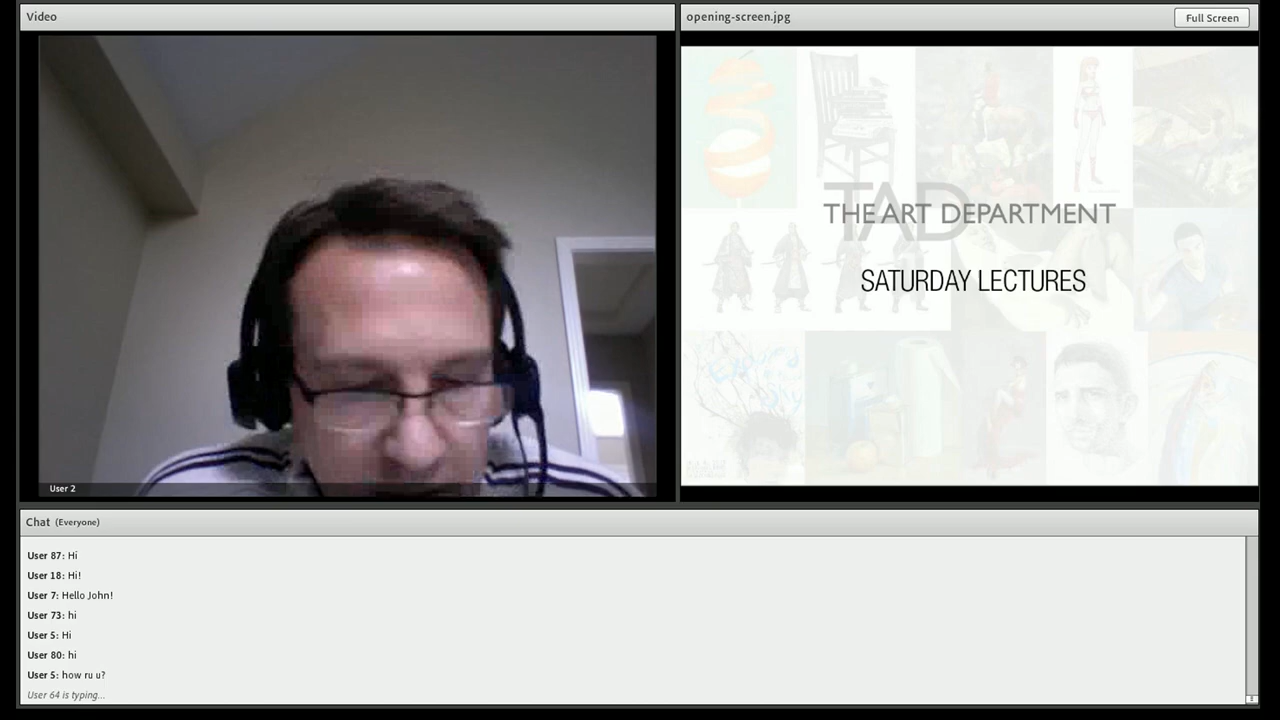 Video
User 2
opening-screen.jpg
Full Screen
TAD
THE ART DEPARTMENT
SATURDAY LECTURES
Chat (Everyone)
User 87: Hi
User 18: Hi!
User 7: Hello John!
User 73: hi
User 5: Hi
User 80: hi
User 5: how ru u?
User 64 is typing...